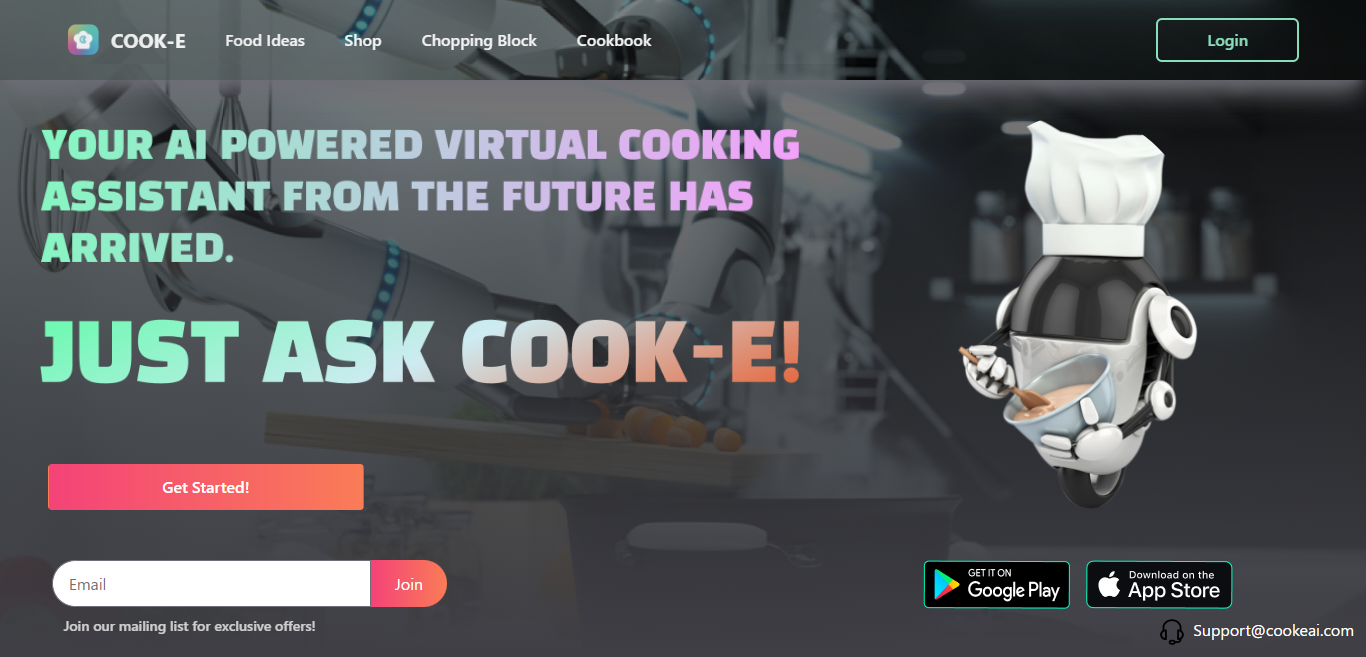 COOK-E
Food Ideas
Shop
Chopping Block
Cookbook
Login
YOUR AI POWERED VIRTUAL COOKING
ASSISTANT FROM THE FUTURE HAS
ARRIVED.
JUST ASK COOK-E!
Get Started!
Email
Join
Join our mailing list for exclusive offers!
GET IT ON
Google Play
Download on the
App Store
Support@cookeai.com